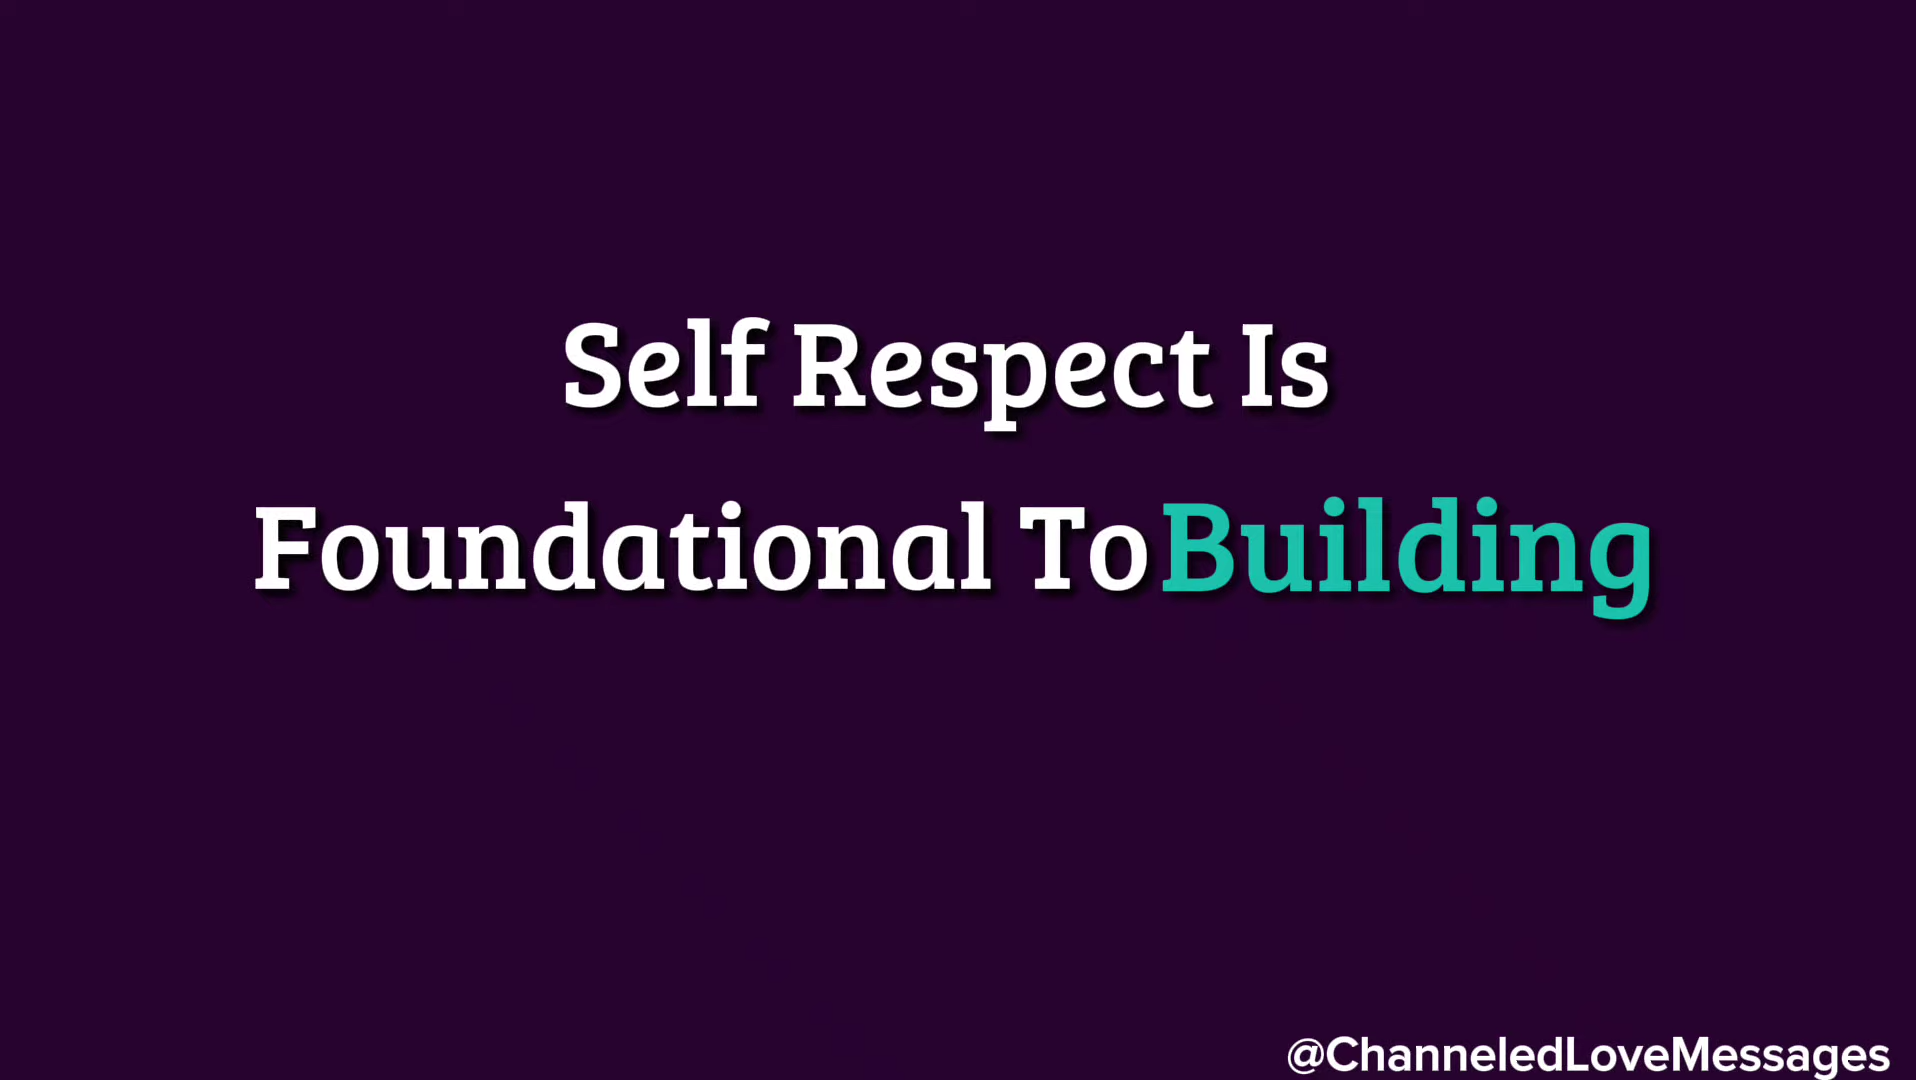 Self Respect Is
Foundational To Building
@ChanneledLoveMessages